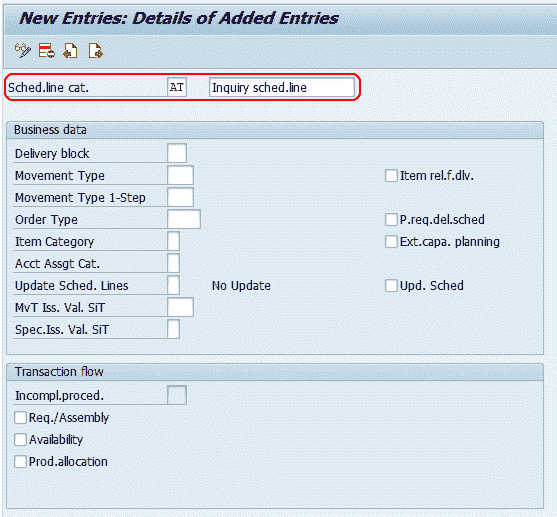 New Entries: Details of Added Entries
Sched.line cat. AT Inquiry sched.line
Business data
Delivery block
Movement Type Item rel.f.dlv.
Movement Type 1-Step
Order Type P.req.del.sched
Item Category Ext.capa. planning
Acct Assgt Cat.
Update Sched. Lines No Update Upd. Sched
MvT Iss. Val. SiT
Spec.Iss. Val. SiT
Transaction flow
Incompl.proced.
Req./Assembly
Availability
Prod.allocation